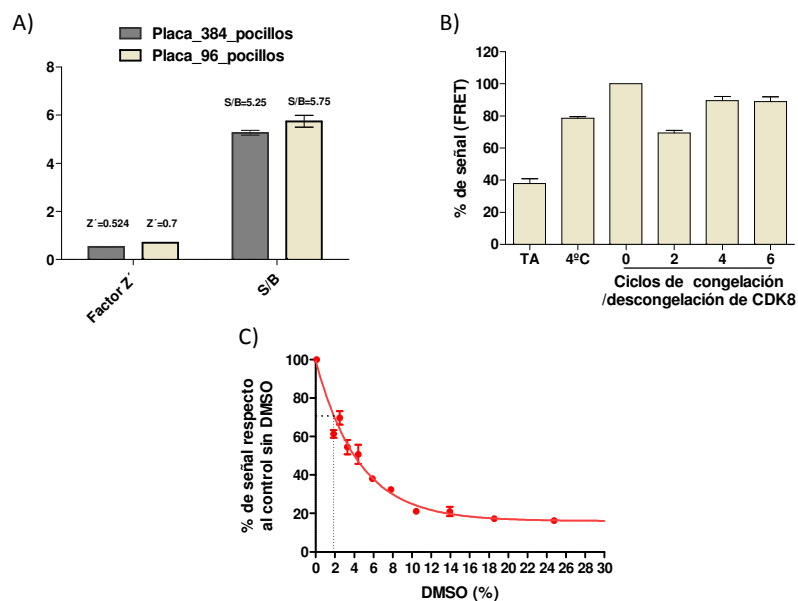 A)
Placa_384_pocillos
Placa_96_pocillos
6
4
2
0
Z´=0.524
Z´=0.7
S/B=5.25
S/B=5.75
Factor Z´
S/B
B)
% de señal (FRET)
120
100
80
60
40
20
0
TA
4ºC
0
2
4
6
Ciclos de congelación
/descongelación de CDK8
C)
% de señal respecto
al control sin DMSO
100
80
60
40
20
0
0 2 4 6 8 10 12 14 16 18 20 22 24 26 28 30
DMSO (%)